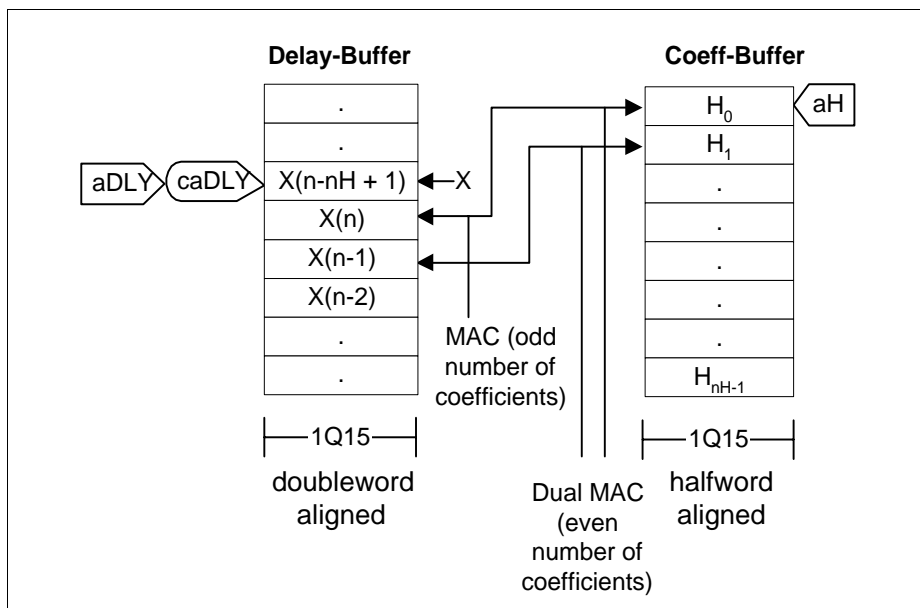 Delay-Buffer
Coeff-Buffer
.
.
X(n-nH + 1)
X(n)
X(n-1)
X(n-2)
.
.
aDLY
caDLY
X
H0
H1
.
.
.
.
.
HnH-1
aH
MAC (odd
number of
coefficients)
1Q15
doubleword
aligned
Dual MAC
(even
number of
coefficients)
1Q15
halfword
aligned